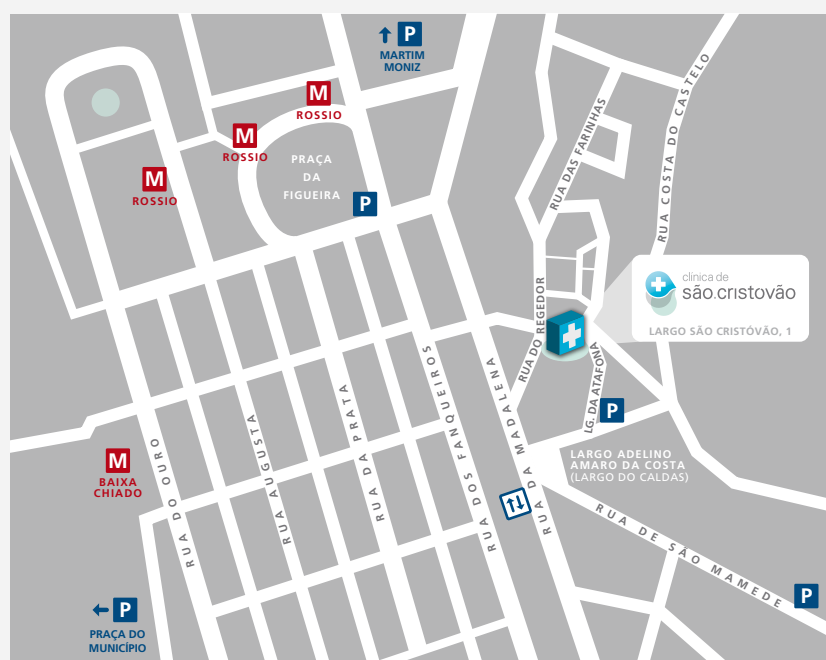 P
MARTIM
MONIZ
M
ROSSIO
M
ROSSIO
M
ROSSIO
PRAÇA
DA
FIGUEIRA
P
RUA DAS FARINHAS
RUA COSTA DO CASTELO
clínica de
são.cristovão
LARGO SÃO CRISTÓVÃO, 1
RUA DO REGEDOR
LG. DA ATAFONA
P
RUA DO OURO
RUA AUGUSTA
RUA DA PRATA
RUA DOS FANQUEIROS
RUA DA MADALENA
LARGO ADELINO
AMARO DA COSTA
(LARGO DO CALDAS)
M
BAIXA
CHIADO
RUA DE SÃO MAMEDE
P
P
PRAÇA DO
MUNICÍPIO